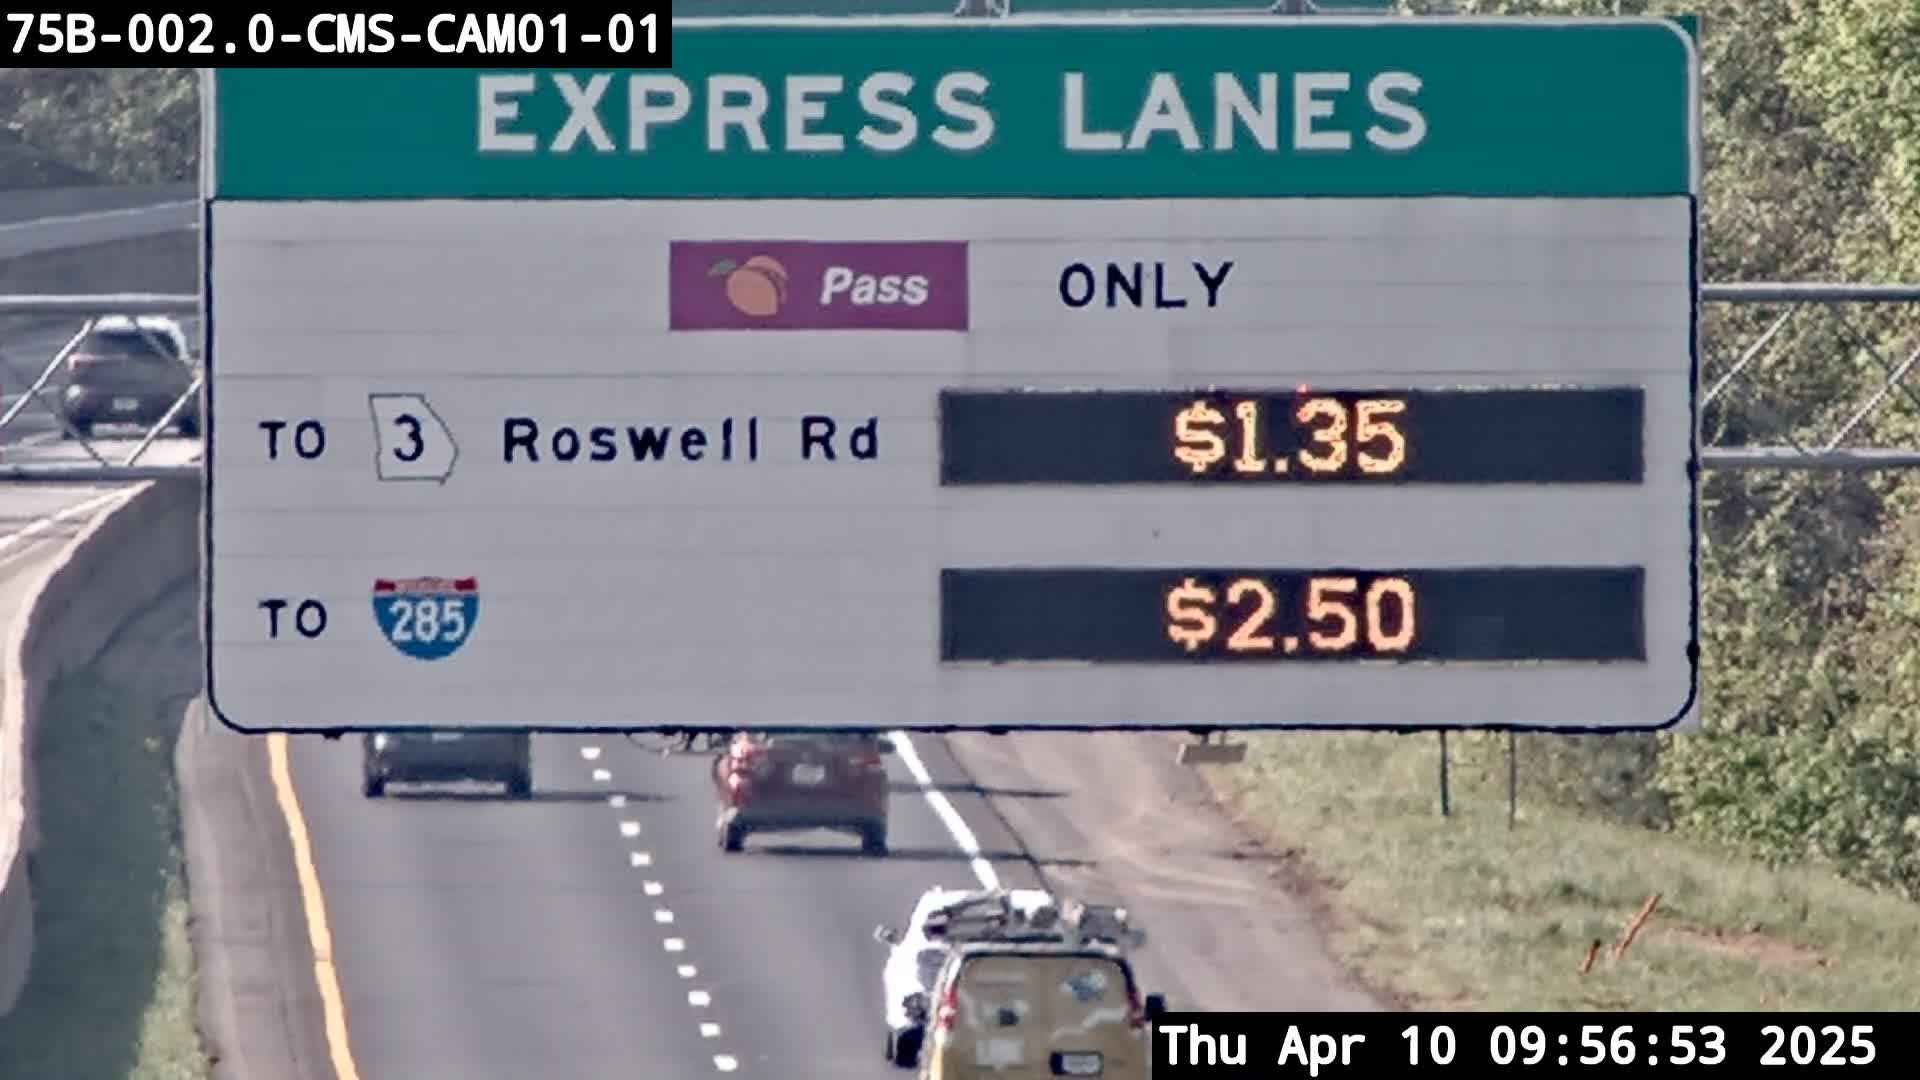 75B-002.0-CMS-CAM01-01
EXPRESS LANES
Pass ONLY
TO 3 Roswell Rd $1.35
TO 285 $2.50
Thu Apr 10 09:56:53 2025